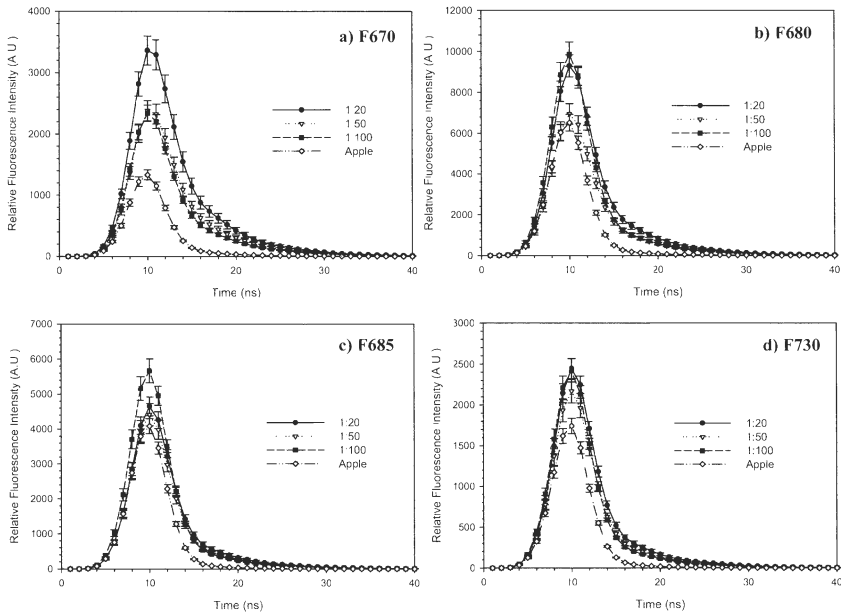 a) F670
Relative Fluorescence Intensity (A U )
4000
3000
2000
1000
0
1 20
1 50
1 100
Apple
0 10 20 30 40
Time (ns)
b) F680
Relative Fluorescence Intensity (A.U )
12000
10000
8000
6000
4000
2000
0
1:20
1:50
1:100
Apple
0 10 20 30 40
Time (ns)
c) F685
Relative Fluorescence Intensity (A.U )
7000
6000
5000
4000
3000
2000
1000
0
1:20
1 50
1 100
Apple
0 10 20 30 40
Time (ns)
d) F730
Relative Fluorescence Intensity (A U )
3000
2500
2000
1500
1000
500
0
1:20
1:50
1:100
Apple
0 10 20 30 40
Time (ns)